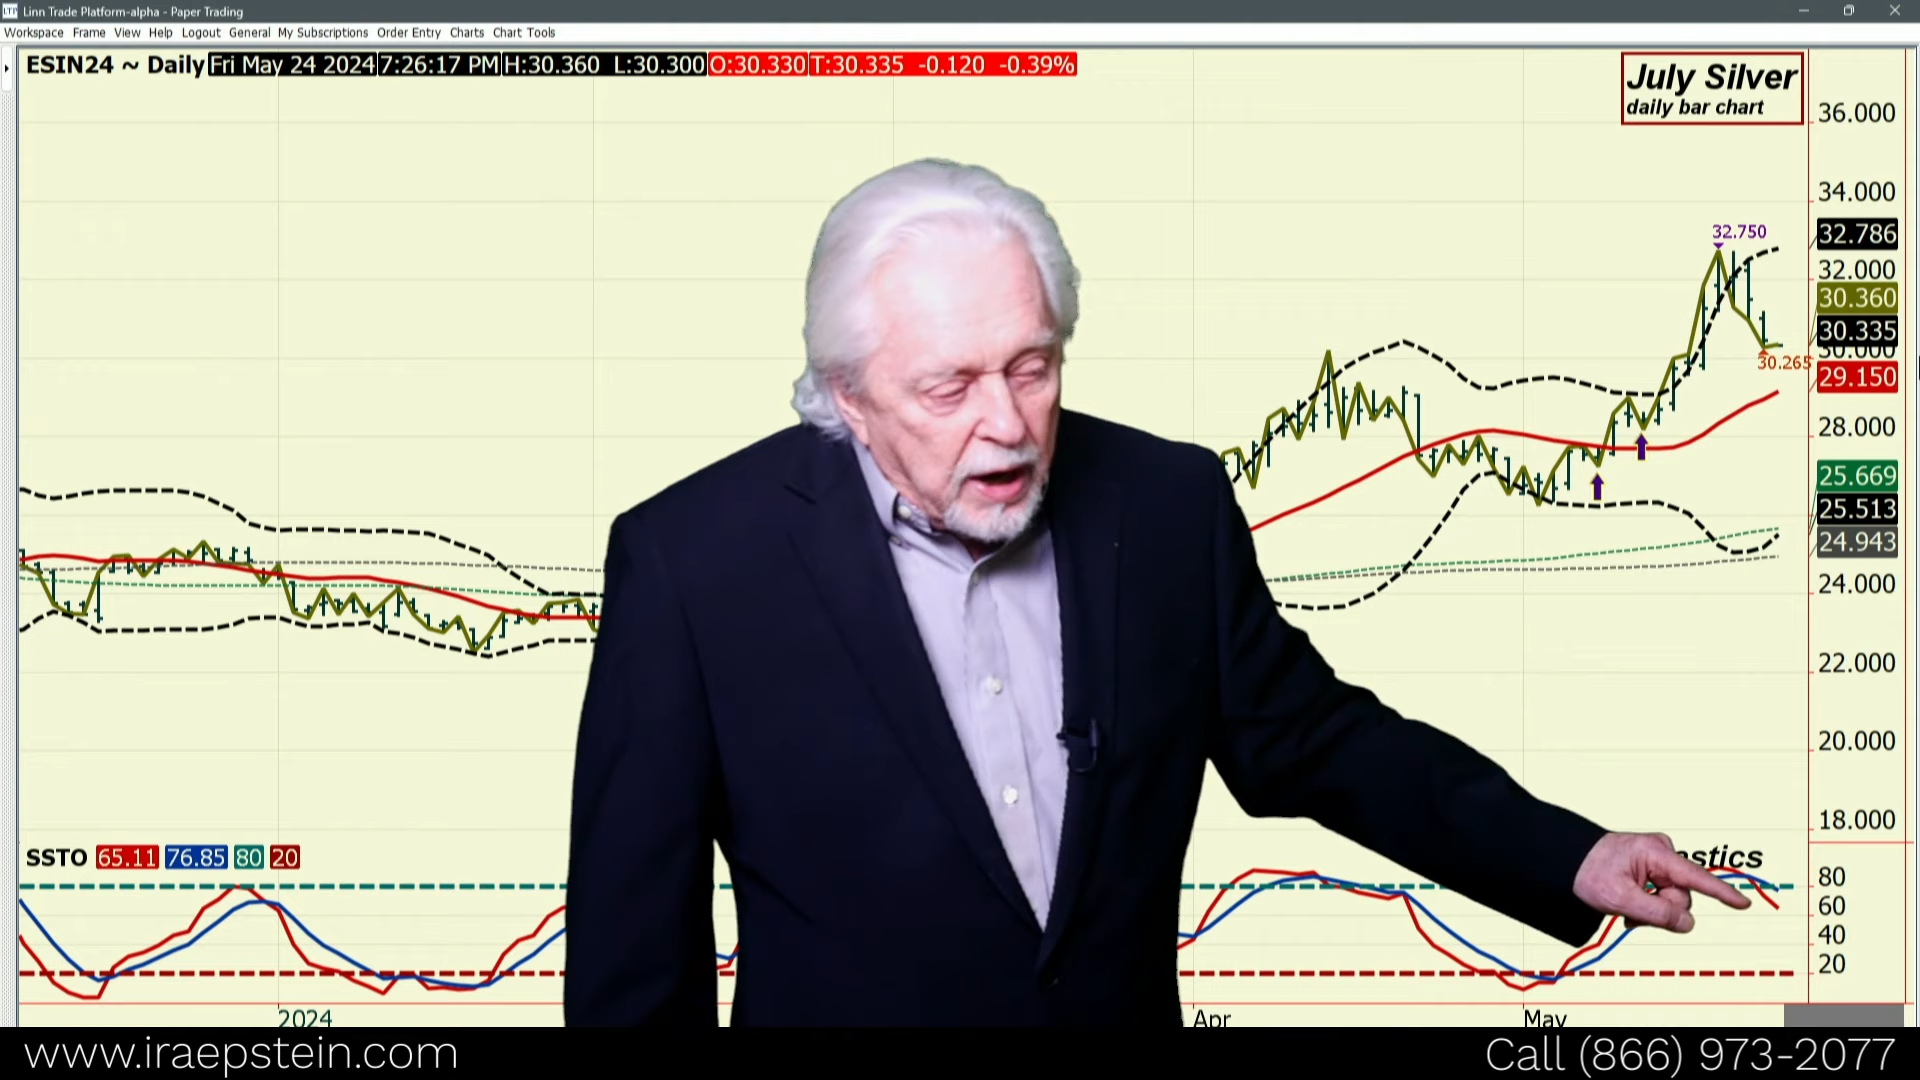 Linn Trade Platform-alpha - Paper Trading
Workspace Frame View Help Logout General My Subscriptions Order Entry Charts Chart Tools
ESIN24 ~ Daily Fri May 24 2024 7:26:17 PM H:30.360 L:30.300 O:30.330 T:30.335 -0.120 -0.39%
July Silver
daily bar chart
36.000
34.000
32.750
32.786
32.000
30.360
30.335
30.000
30.265
29.150
28.000
25.669
25.513
24.943
24.000
22.000
20.000
18.000
SSTO 65.11 76.85 80 20
astics
80
60
40
20
2024 Apr May
www.iraepstein.com
Call (866) 973-2077